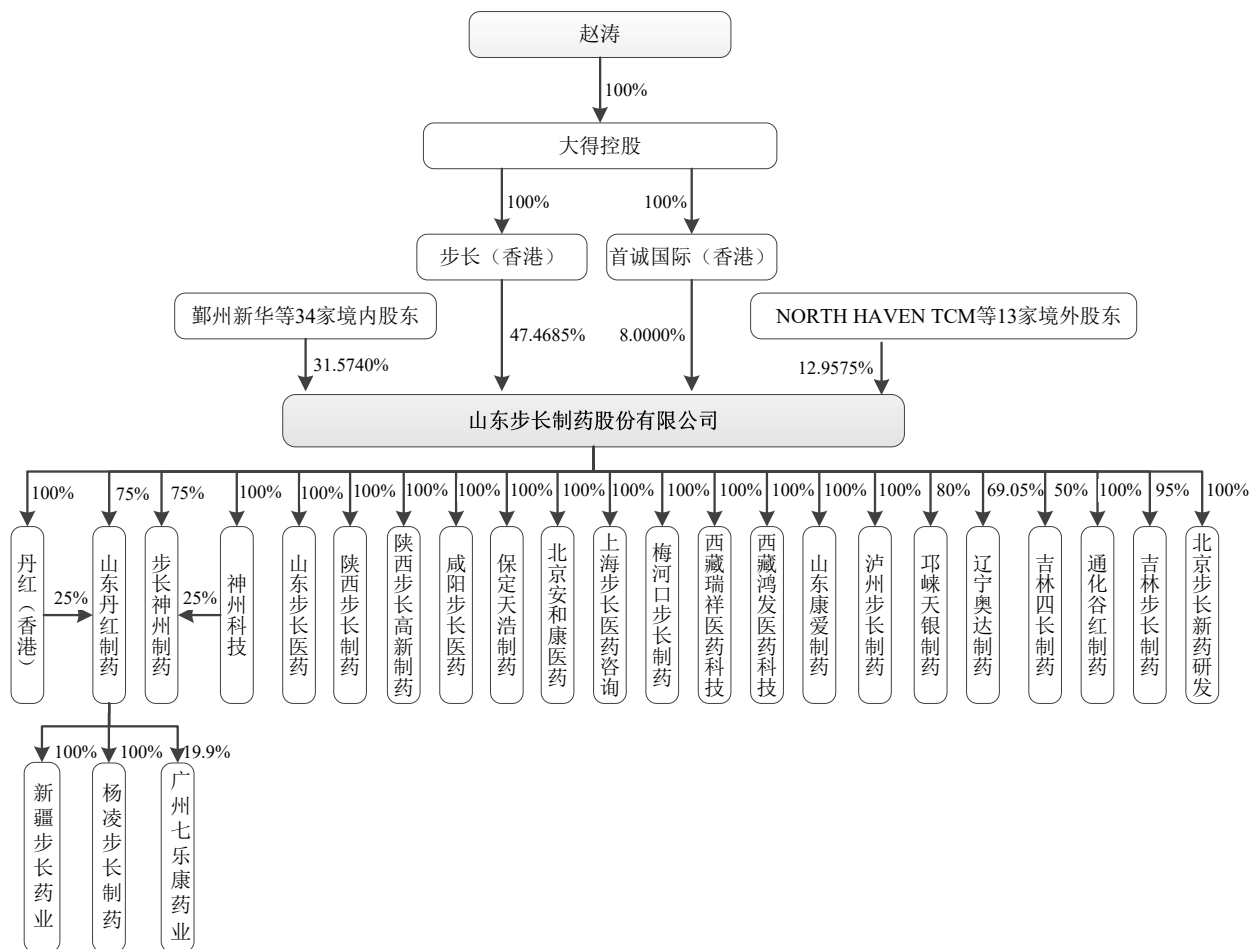 赵涛
100%
大得控股
100%
100%
步长（香港）
首诚国际（香港）
鄞州新华等34家境内股东
47.4685%
8.0000%
NORTH HAVEN TCM等13家境外股东
31.5740%
12.9575%
山东步长制药股份有限公司
100%
75%
75%
100%
100%
100%
100%
100%
100%
100%
100%
100%
100%
100%
100%
100%
80%
69.05%
50%
100%
95%
100%
丹红（香港）
25%
山东丹红制药
步长神州制药
25%
神州科技
山东步长医药
陕西步长制药
陕西步长高新制药
咸阳步长医药
保定天浩制药
北京安和康医药
上海步长医药咨询
梅河口步长制药
西藏瑞祥医药科技
西藏鸿发医药科技
山东康爱制药
泸州步长制药
邛崃天银制药
辽宁奥达制药
吉林四长制药
通化谷红制药
吉林步长制药
北京步长新药研发
100%
100%
19.9%
新疆步长药业
杨凌步长制药
广州七乐康药业